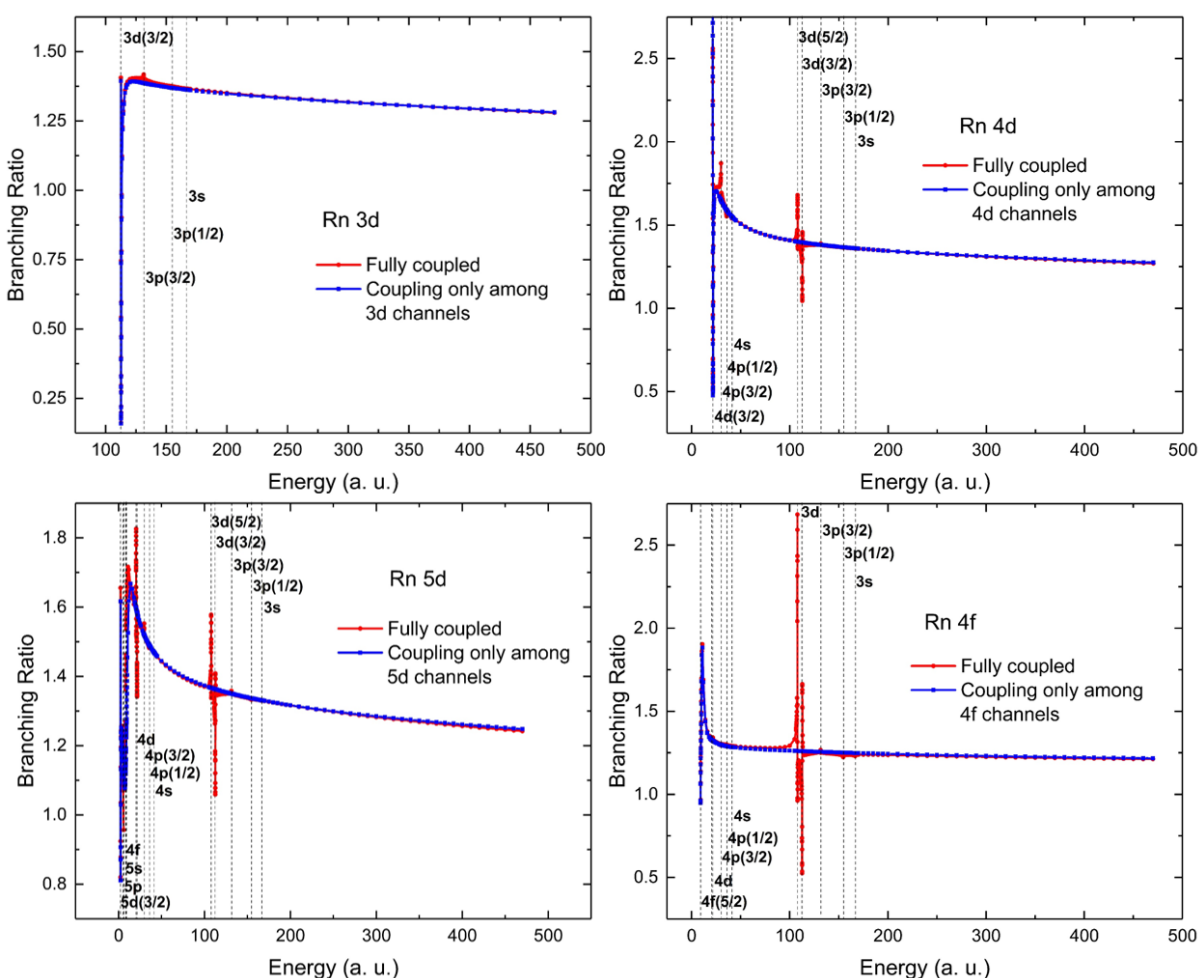 1.50
1.25
1.00
0.75
0.50
0.25
Branching Ratio
3d(3/2)
3s
3p(1/2)
3p(3/2)
Rn 3d
Fully coupled
Coupling only among
3d channels
100
150
200
250
300
350
400
450
500
Energy (a. u.)
2.5
2.0
1.5
1.0
0.5
Branching Ratio
3d(5/2)
3d(3/2)
3p(3/2)
3p(1/2)
3s
Rn 4d
Fully coupled
Coupling only among
4d channels
4s
4p(1/2)
4p(3/2)
4d(3/2)
0
100
200
300
400
500
Energy (a. u.)
1.8
1.6
1.4
1.2
1.0
0.8
Branching Ratio
3d(5/2)
3d(3/2)
3p(3/2)
3p(1/2)
3s
Rn 5d
Fully coupled
Coupling only among
5d channels
4d
4p(3/2)
4p(1/2)
4s
4f
5s
5p
5d(3/2)
0
100
200
300
400
500
Energy (a. u.)
2.5
2.0
1.5
1.0
0.5
Branching Ratio
3d
3p(3/2)
3p(1/2)
3s
Rn 4f
Fully coupled
Coupling only among
4f channels
4s
4p(1/2)
4p(3/2)
4d
4f(5/2)
0
100
200
300
400
500
Energy (a. u.)